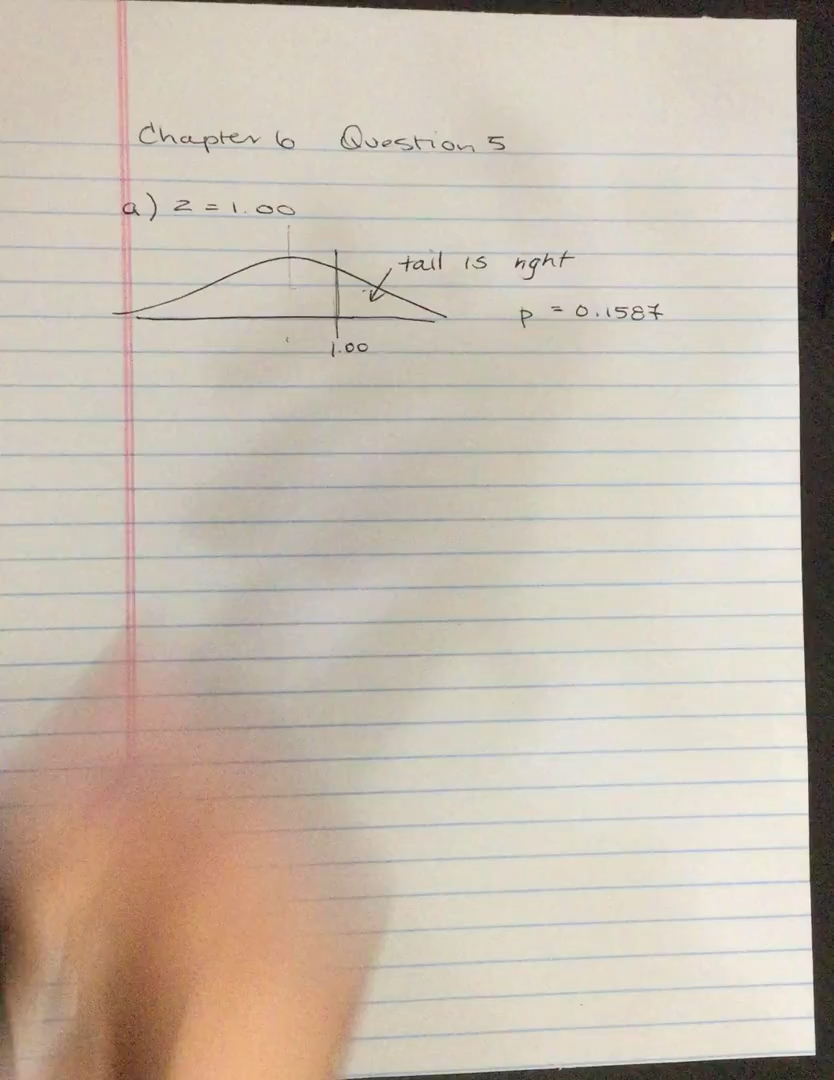 Chapter 6 Question 5
a) z = 1.00
tail is right
p = 0.1587
1.00